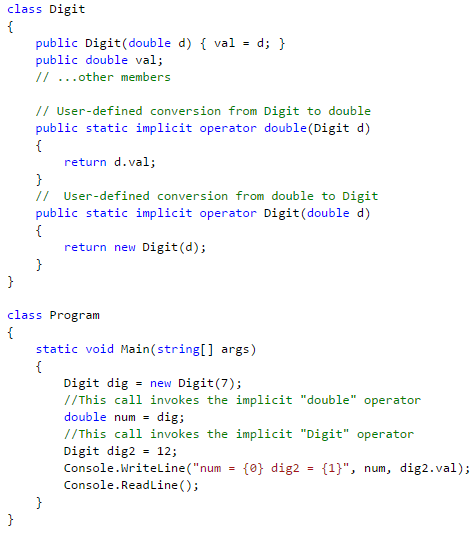 class Digit
{
    public Digit(double d) { val = d; }
    public double val;
    // ...other members

    // User-defined conversion from Digit to double
    public static implicit operator double(Digit d)
    {
        return d.val;
    }
    //  User-defined conversion from double to Digit
    public static implicit operator Digit(double d)
    {
        return new Digit(d);
    }
}

class Program
{
    static void Main(string[] args)
    {
        Digit dig = new Digit(7);
        //This call invokes the implicit "double" operator
        double num = dig;
        //This call invokes the implicit "Digit" operator
        Digit dig2 = 12;
        Console.WriteLine("num = {0} dig2 = {1}", num, dig2.val);
        Console.ReadLine();
    }
}